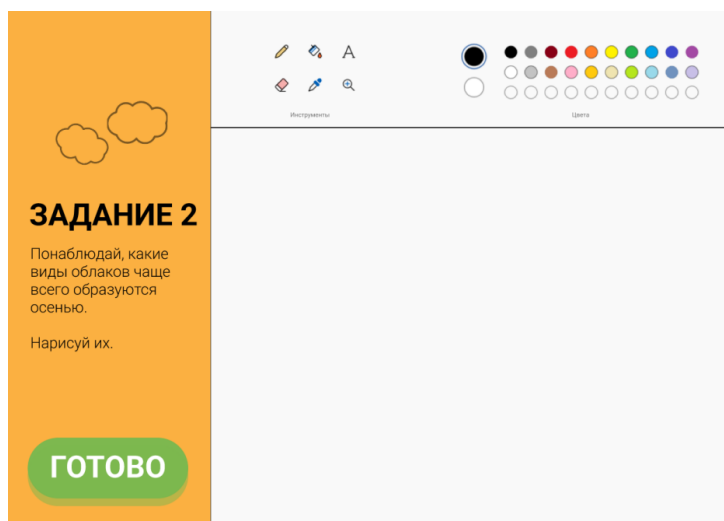 Инструменты
Цвета
ЗАДАНИЕ 2
Понаблюдай, какие
виды облаков чаще
всего образуются
осенью.
Нарисуй их.
ГОТОВО